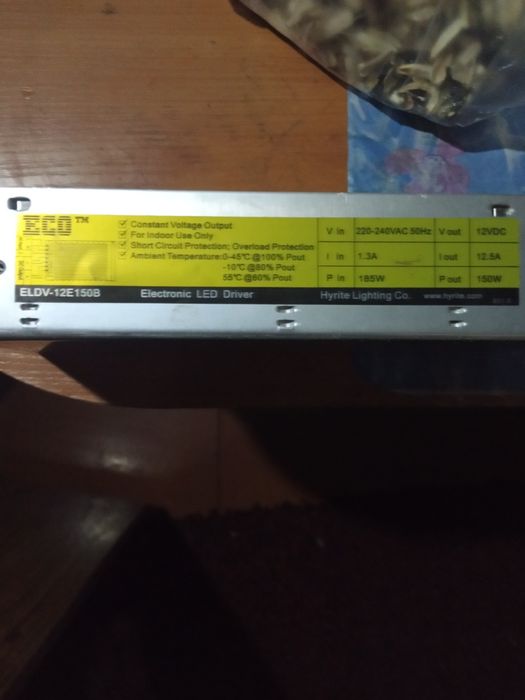 ECO™
☑ Constant Voltage Output
☑ For Indoor Use Only
☑ Short Circuit Protection; Overload Protection
☑ Ambient Temperature:0-45℃@100% Pout
-10℃@80% Pout
55℃@60% Pout
V in 220-240VAC 50Hz V out 12VDC
I in 1.3A I out 12.5A
P in 185W P out 150W
ELDV-12E150B Electronic LED Driver Hyrite Lighting Co. www.hyrite.com